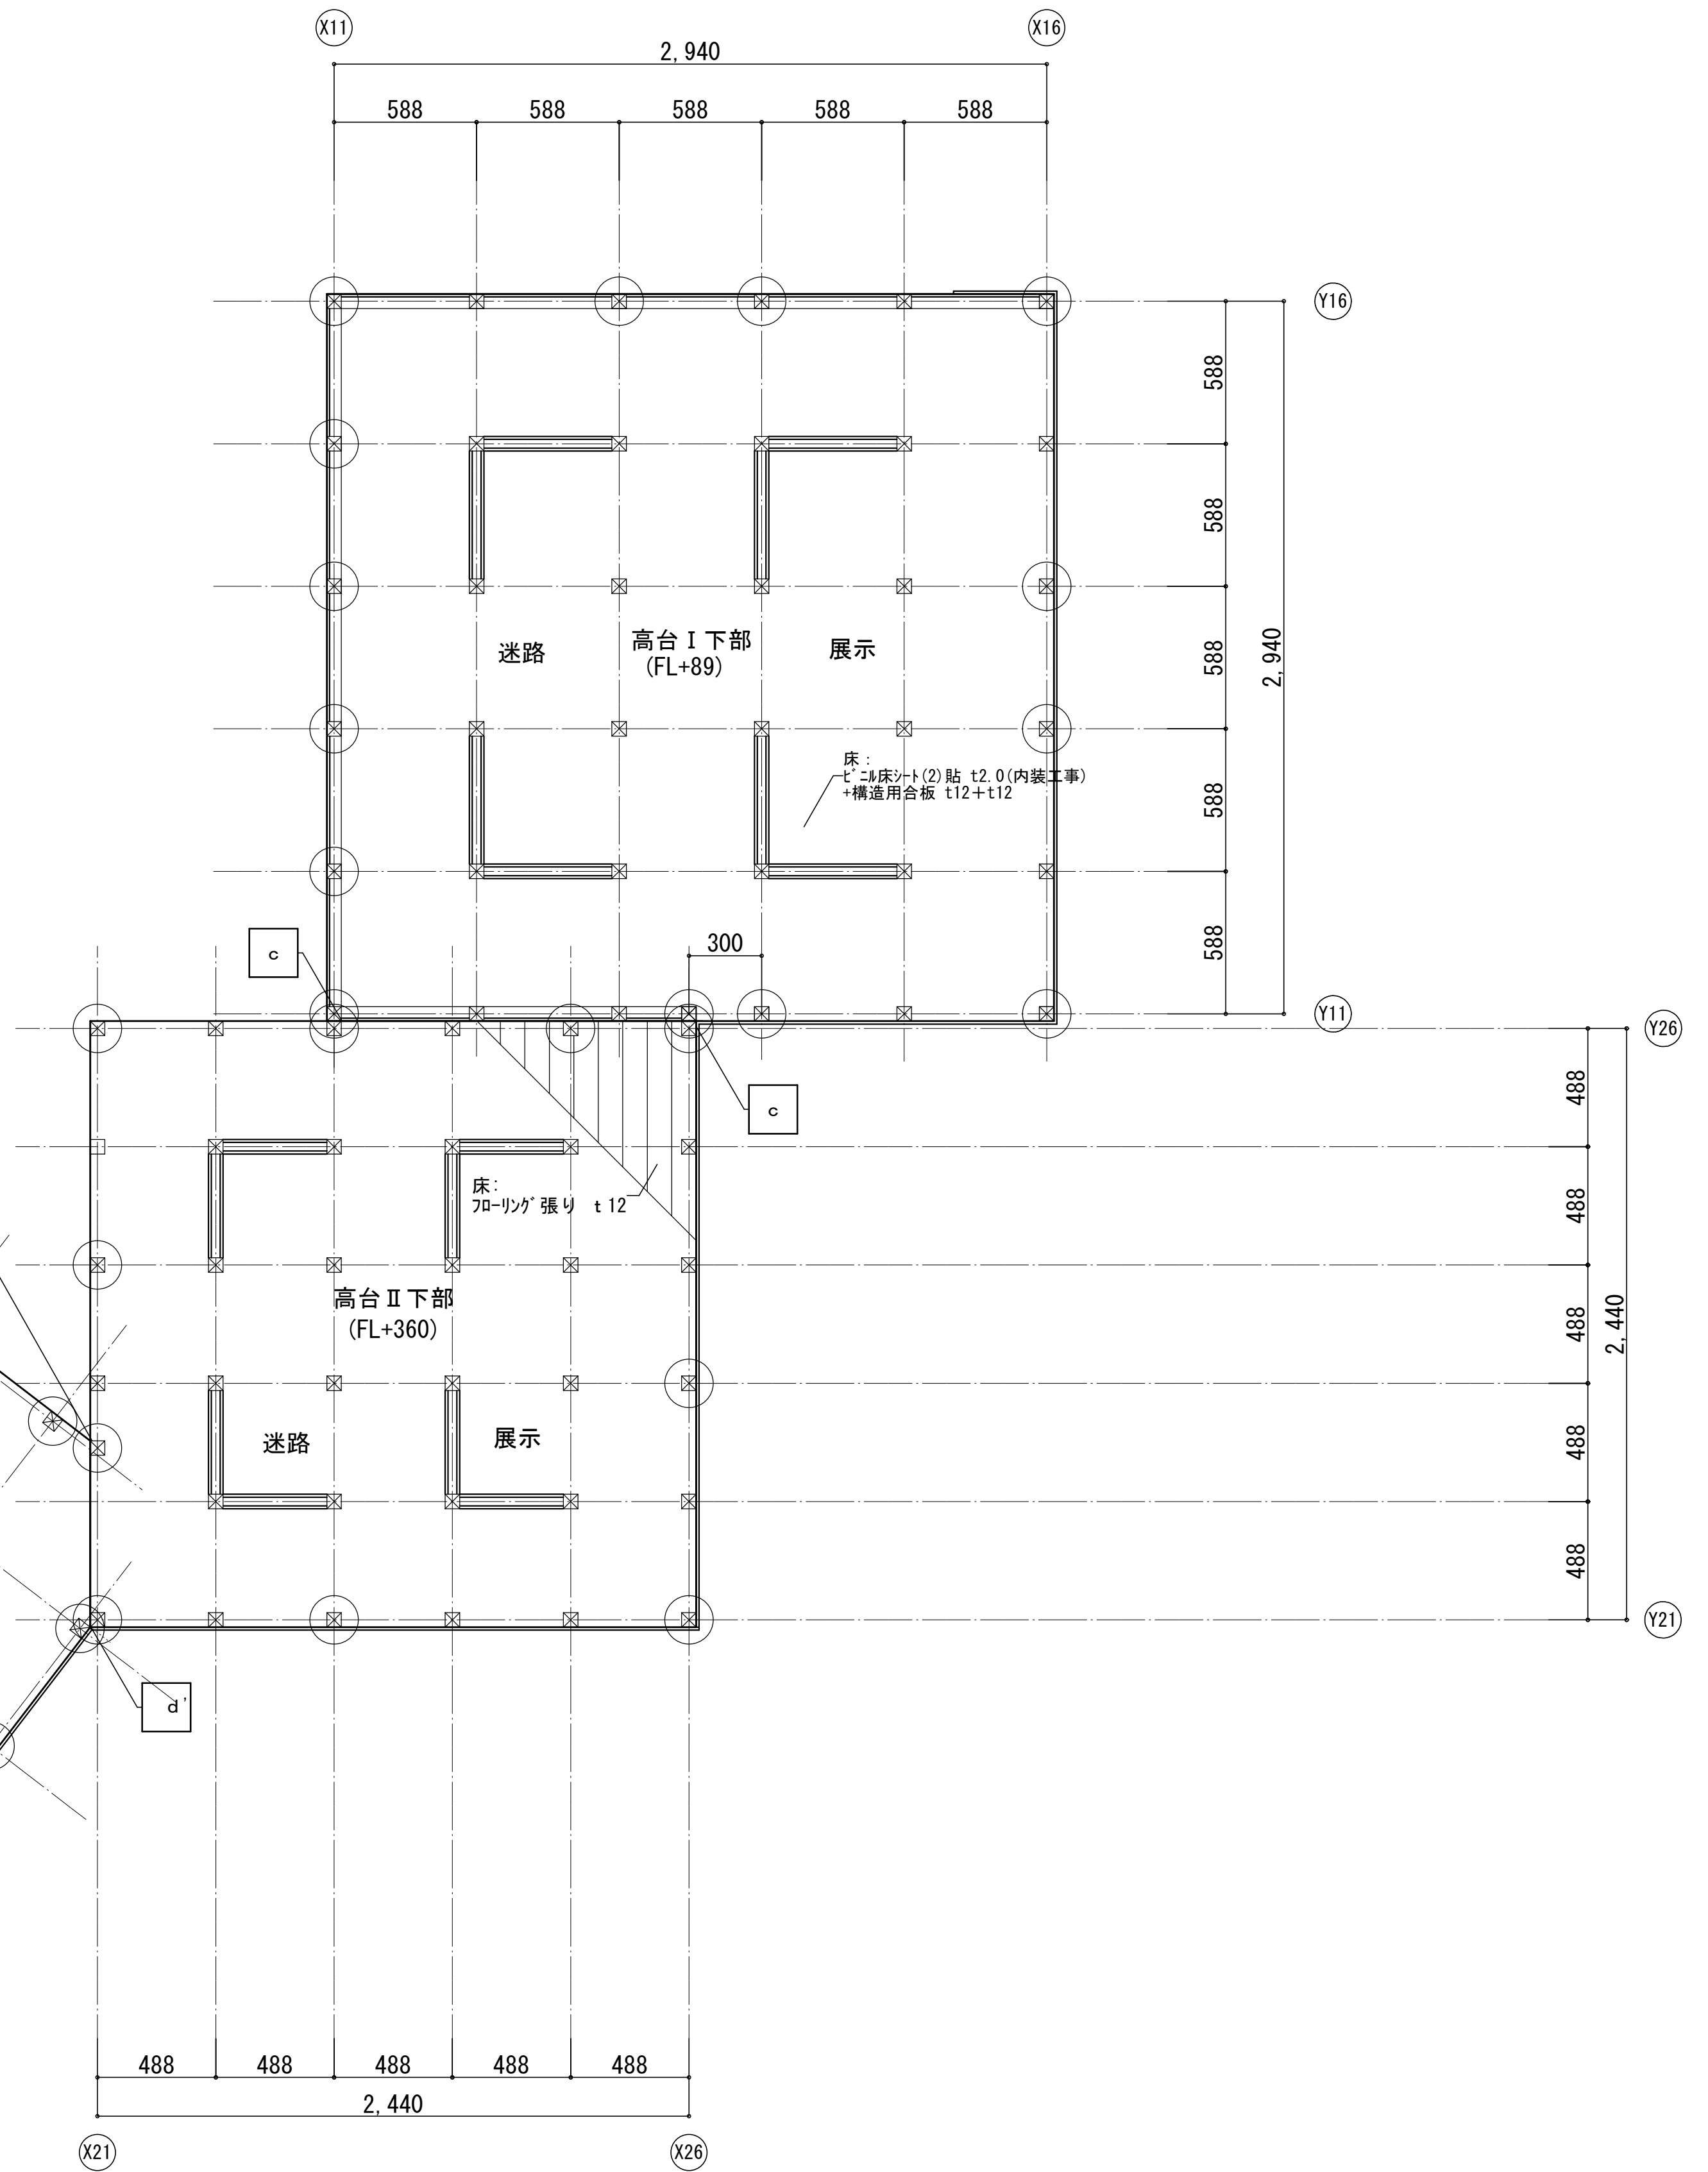 X11
X16
2,940
588 588 588 588 588
Y16
588
588
588
588
588
2,940
迷路
高台Ⅰ下部
(FL+89)
展示
床：
ﾋﾞﾆﾙ床ｼｰﾄ(2)貼 t2.0(内装工事)
+構造用合板 t12＋t12
c
300
Y11
Y26
c
488
488
488
488
488
2,440
床：
ﾌﾛｰﾘﾝｸﾞ張り t12
高台Ⅱ下部
(FL+360)
迷路
展示
Y21
d'
488 488 488 488 488
2,440
X21
X26